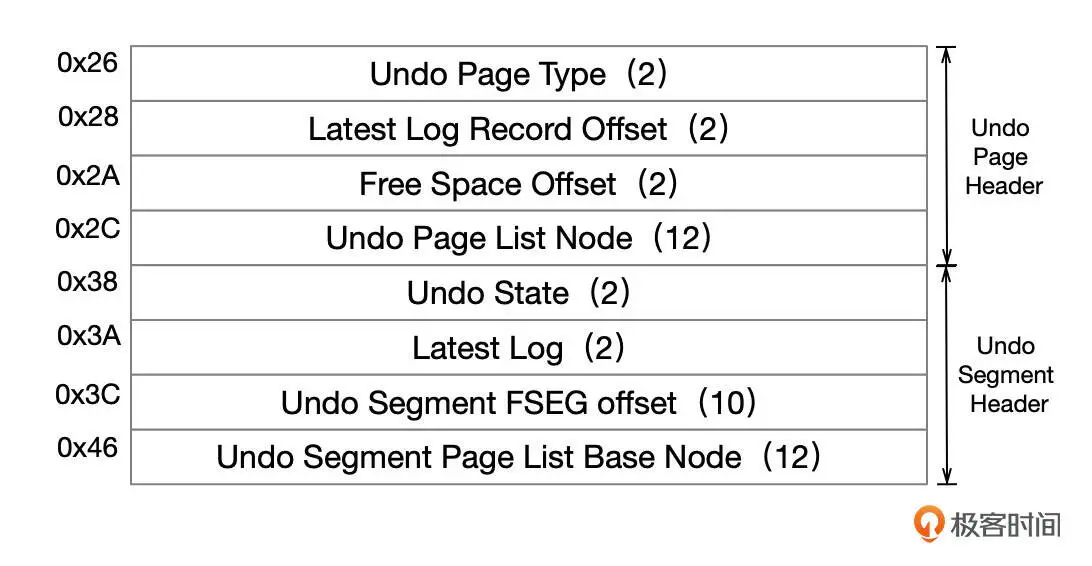 0x26
Undo Page Type（2）
0x28
Latest Log Record Offset（2）
0x2A
Free Space Offset（2）
0x2C
Undo Page List Node（12）
Undo
Page
Header
0x38
Undo State（2）
0x3A
Latest Log（2）
0x3C
Undo Segment FSEG offset（10）
0x46
Undo Segment Page List Base Node（12）
Undo
Segment
Header
极客时间